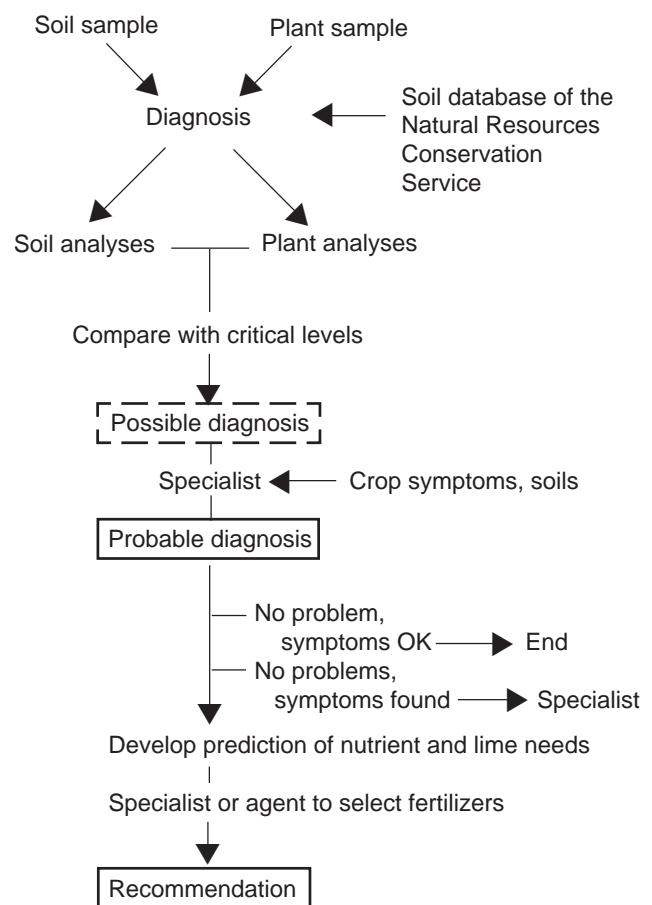 Soil sample
Plant sample
Diagnosis
Soil database of the
Natural Resources
Conservation
Service
Soil analyses
Plant analyses
Compare with critical levels
Possible diagnosis
Specialist
Crop symptoms, soils
Probable diagnosis
No problem,
symptoms OK
End
No problems,
symptoms found
Specialist
Develop prediction of nutrient and lime needs
Specialist or agent to select fertilizers
Recommendation